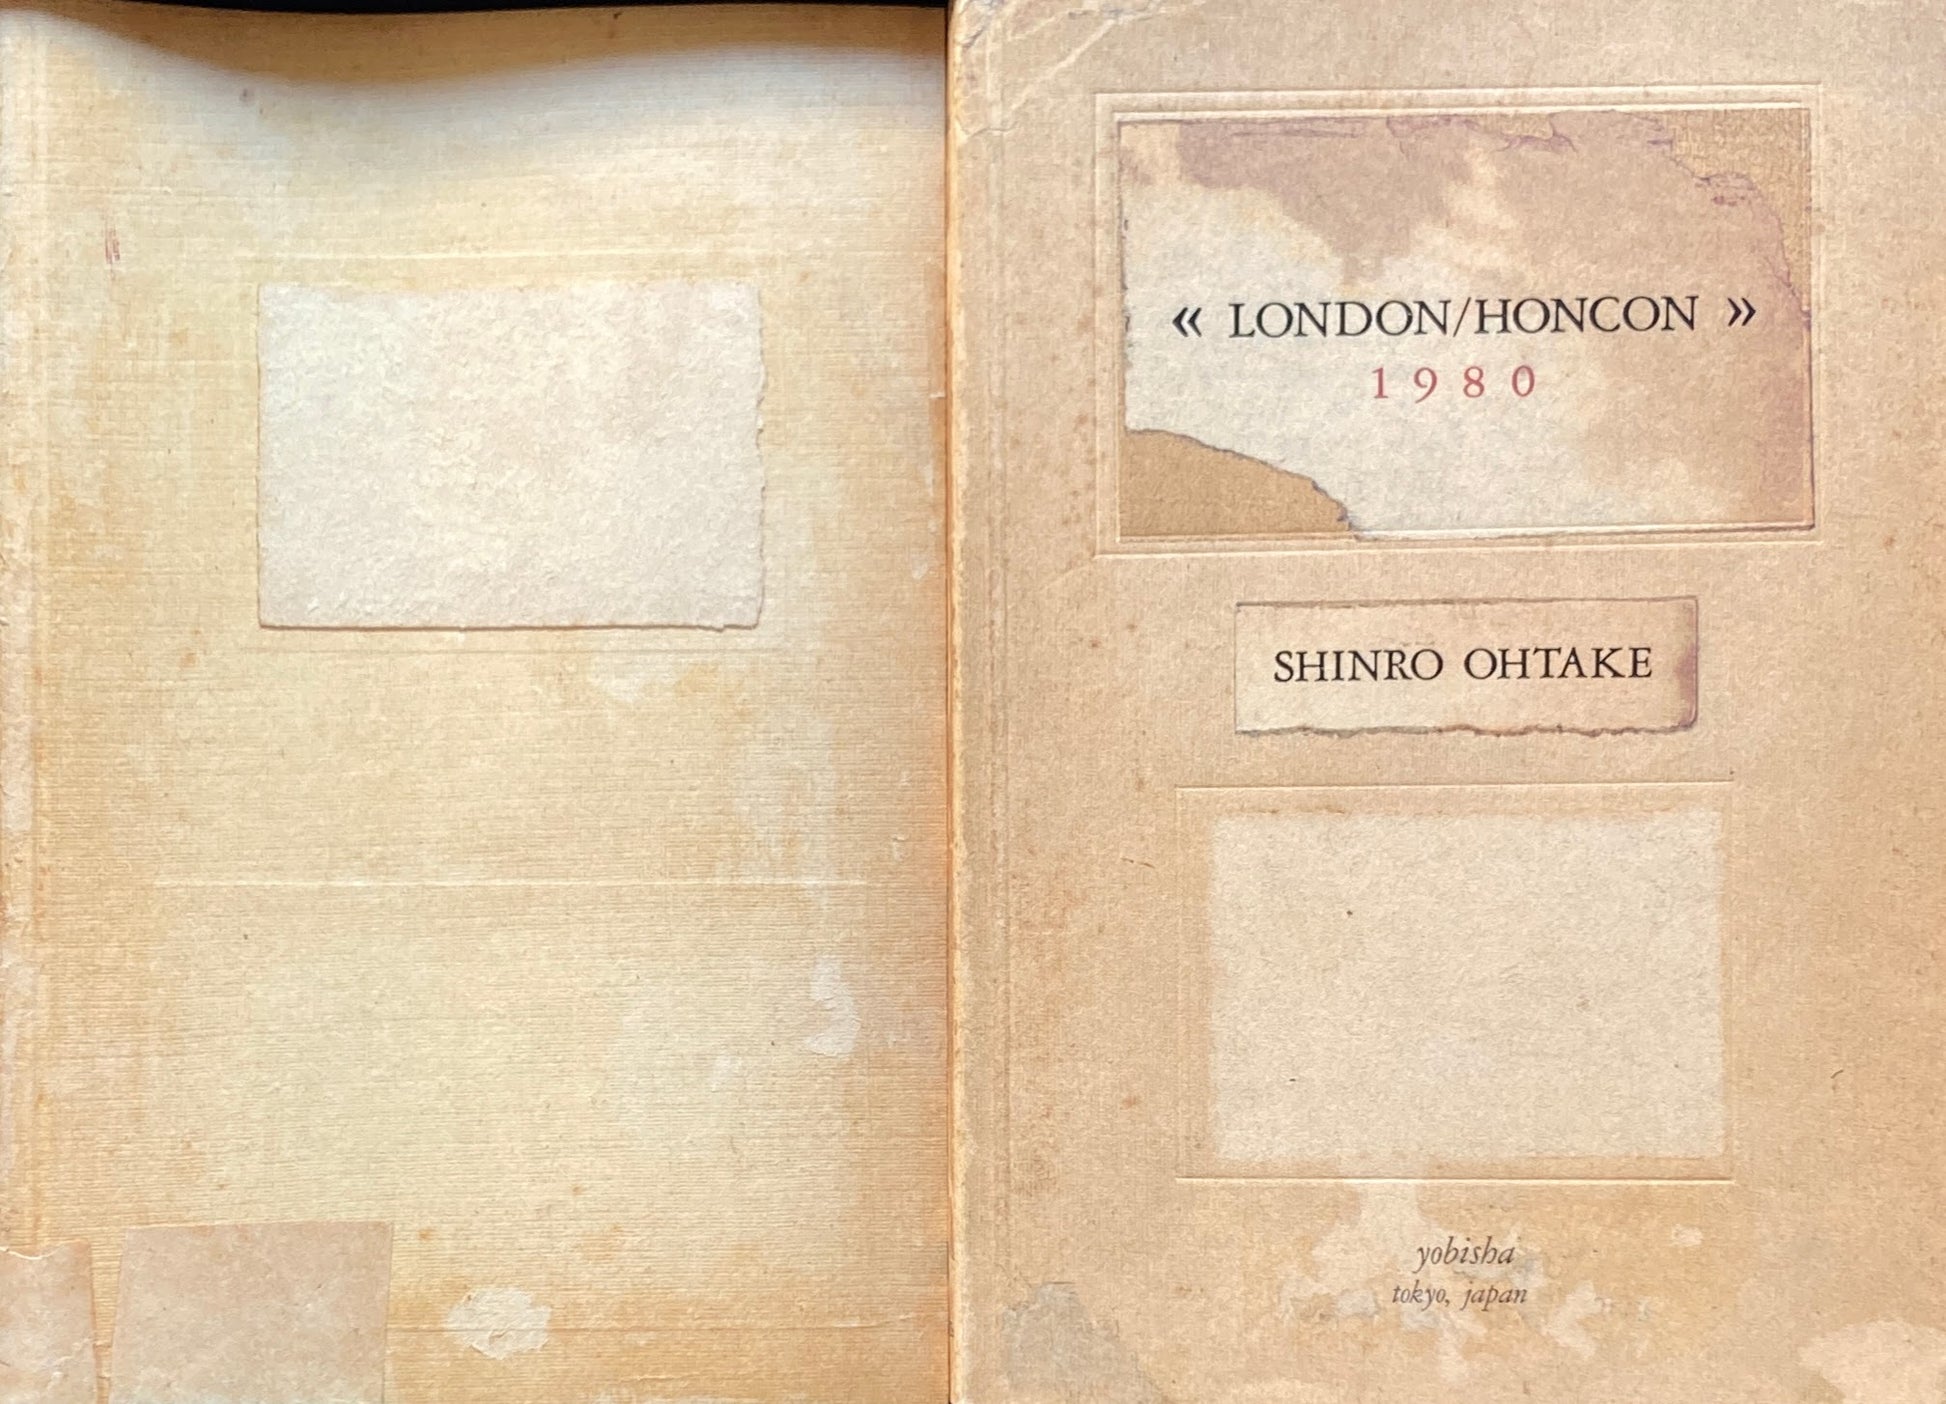 « LONDON/HONCON »
1980
SHINRO OHTAKE
yobisha
tokyo, japan